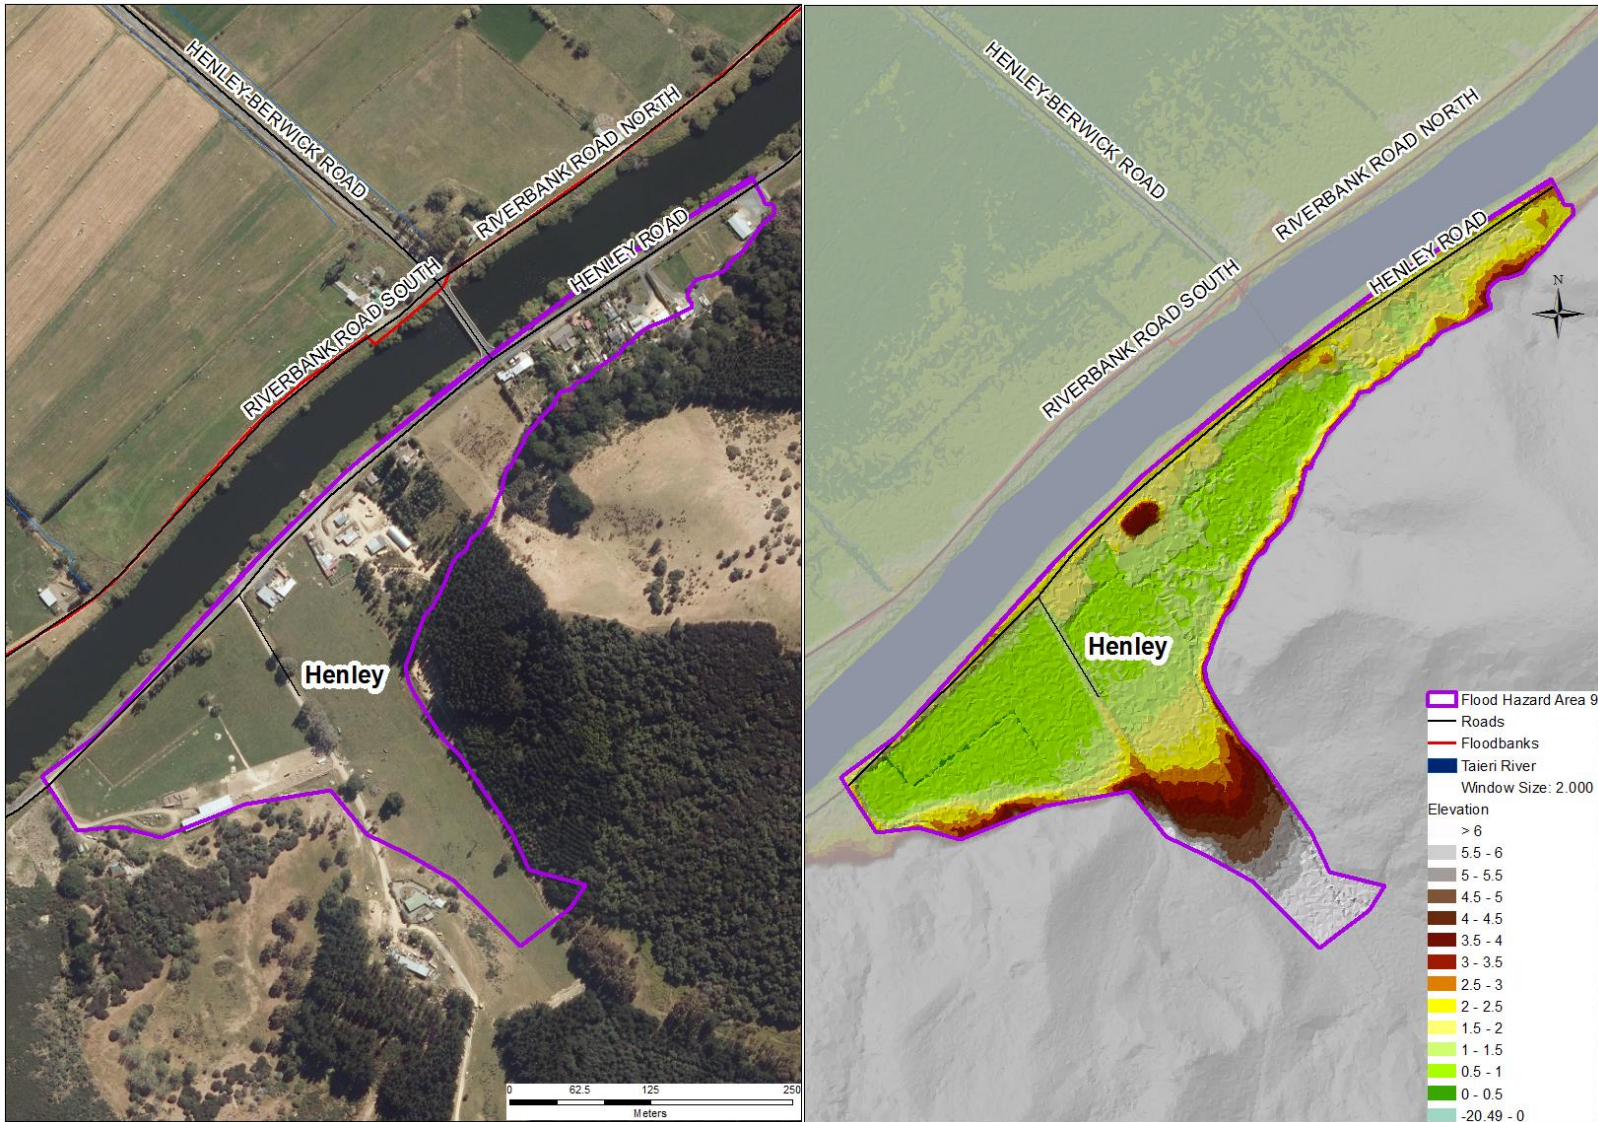 HENLEY-BERWICK ROAD
RIVERBANK ROAD NORTH
HENLEY ROAD
RIVERBANK ROAD SOUTH
Henley
0 62.5 125 250
Meters
HENLEY-BERWICK ROAD
RIVERBANK ROAD NORTH
HENLEY ROAD
RIVERBANK ROAD SOUTH
N
Henley
Flood Hazard Area 9
Roads
Floodbanks
Taieri River
Window Size: 2.000
Elevation
> 6
5.5 - 6
5 - 5.5
4.5 - 5
4 - 4.5
3.5 - 4
3 - 3.5
2.5 - 3
2 - 2.5
1.5 - 2
1 - 1.5
0.5 - 1
0 - 0.5
-20.49 - 0